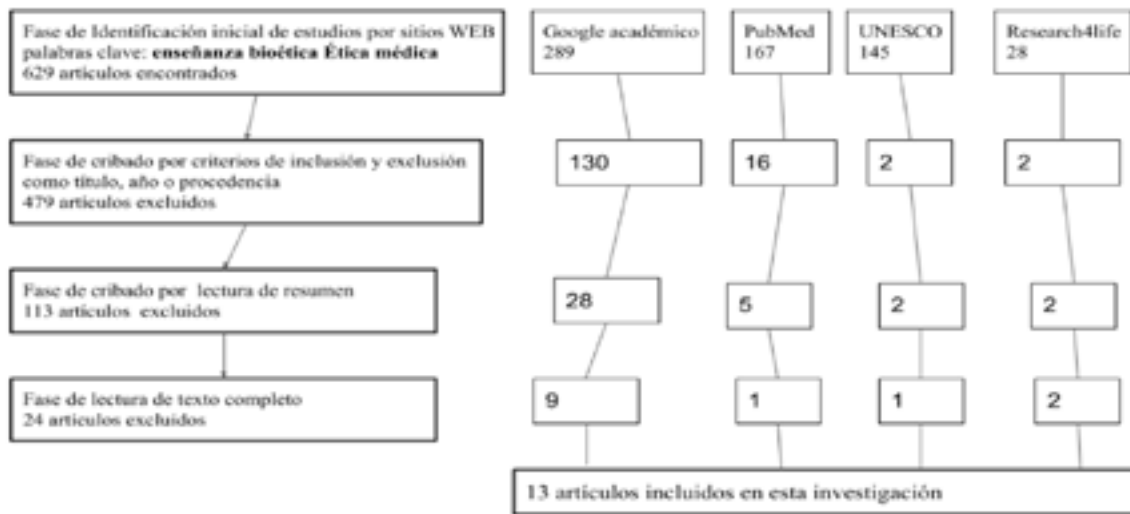 Fase de Identificación inicial de estudios por sitios WEB
palabras clave: enseñanza bioética Ética médica
629 artículos encontrados
Google académico
289
PubMed
167
UNESCO
145
Research4life
28
Fase de cribado por criterios de inclusión y exclusión
como título, año o procedencia
479 artículos excluidos
130
16
2
2
Fase de cribado por lectura de resumen
113 artículos excluidos
28
5
2
2
Fase de lectura de texto completo
24 artículos excluidos
9
1
1
2
13 artículos incluidos en esta investigación